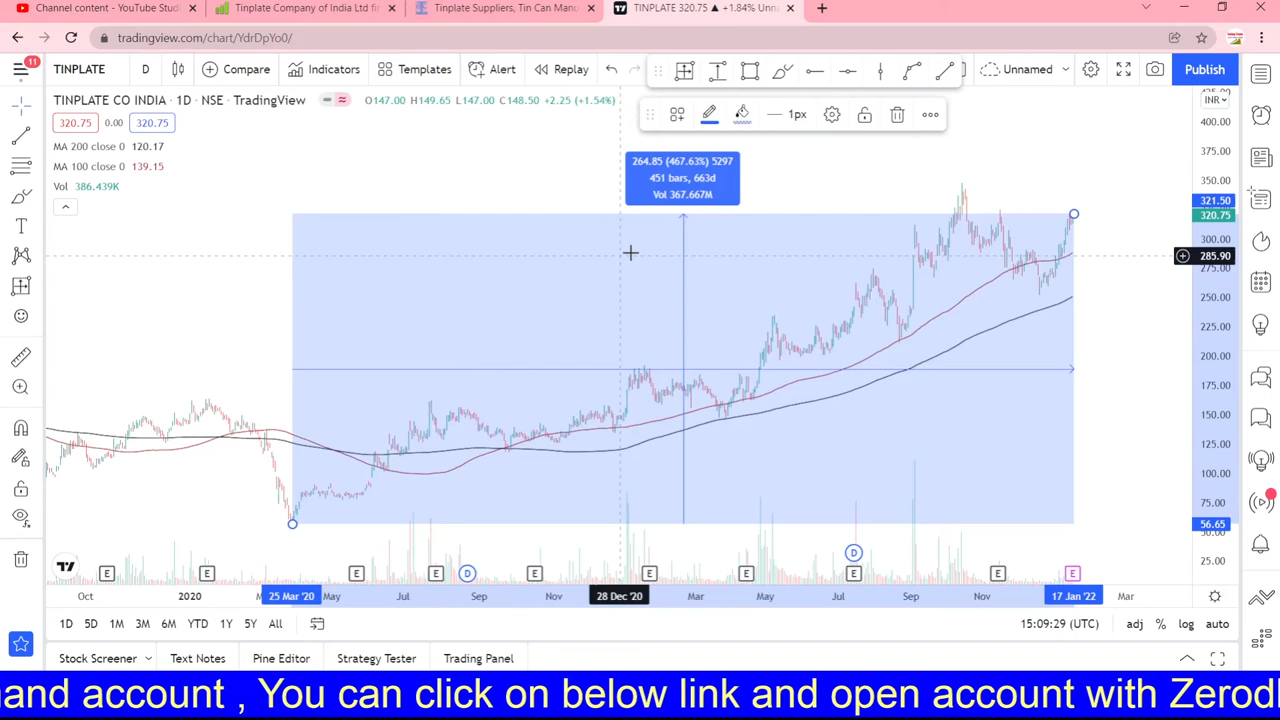 Channel content - YouTube Studi
Tinplate Company of India Ltd fin
Tinplate Suppliers, Tin Can Manu
TINPLATE 320.75 ▲ +1.84% Unna
tradingview.com/chart/YdrDpYo0/
11
TINPLATE
D
Compare
Indicators
Templates
Alert
Replay
Unnamed
Publish
TINPLATE CO INDIA · 1D · NSE · TradingView
O147.00 H149.65 L147.00 C148.50 +2.25 (+1.54%)
INR
320.75
0.00
320.75
1px
MA 200 close 0 120.17
MA 100 close 0 139.15
Vol 386.439K
264.85 (467.63%) 5297
451 bars, 663d
Vol 367.667M
400.00
375.00
350.00
321.50
320.75
300.00
285.90
275.00
250.00
225.00
200.00
175.00
150.00
125.00
100.00
75.00
56.65
50.00
25.00
D
E
E
E
E
D
E
E
E
E
E
E
Oct
2020
25 Mar '20
May
Jul
Sep
Nov
28 Dec '20
Mar
May
Jul
Sep
Nov
17 Jan '22
Mar
1D
5D
1M
3M
6M
YTD
1Y
5Y
All
15:09:29 (UTC)
adj
%
log
auto
Stock Screener
Text Notes
Pine Editor
Strategy Tester
Trading Panel
account , You can click on below link and open account with